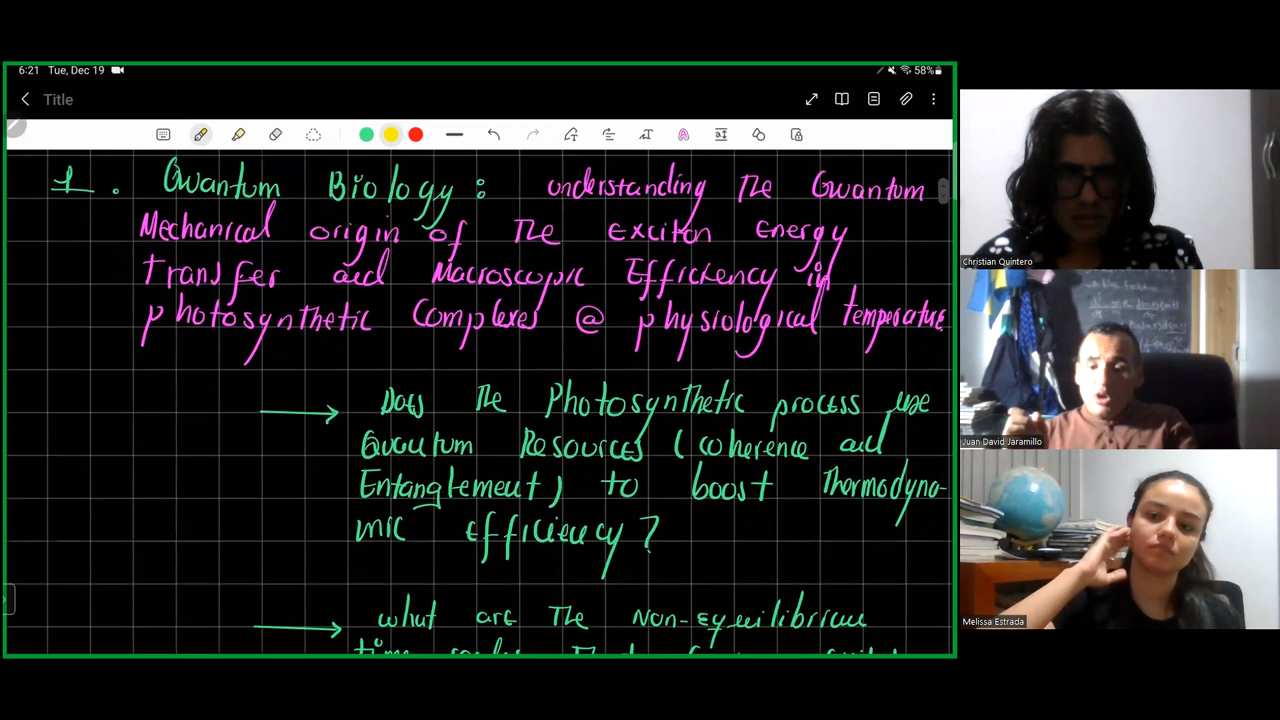 6:21 Tue, Dec 19
58%
Title
1. Quantum Biology: understanding The Quantum
Mechanical origin of The Exciton Energy
Transfer and Macroscopic Efficiency in
photosynthetic Complexes @ physiological temperature.
→ Does The Photosynthetic process use
Quantum Resources (coherence and
Entanglement) to boost Thermodyna-
mic Efficiency?
→ what are The Non-equilibrium
Christian Quintero
Juan David Jaramillo
Melissa Estrada